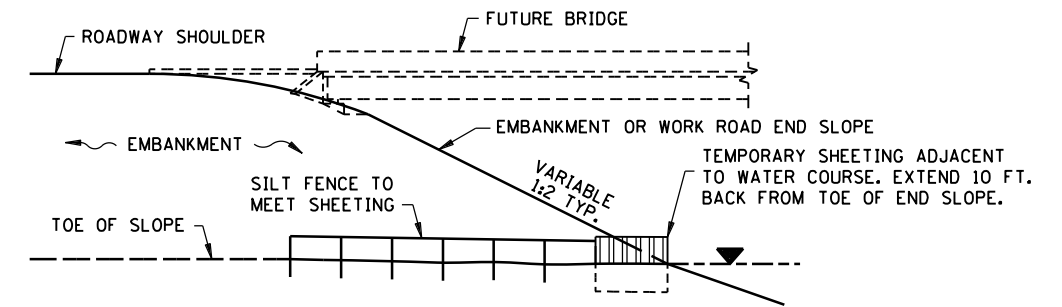 FUTURE BRIDGE
ROADWAY SHOULDER
EMBANKMENT OR WORK ROAD END SLOPE
EMBANKMENT
TEMPORARY SHEETING ADJACENT
TO WATER COURSE. EXTEND 10 FT.
BACK FROM TOE OF END SLOPE.
VARIABLE
1:2 TYP.
SILT FENCE TO
MEET SHEETING
TOE OF SLOPE